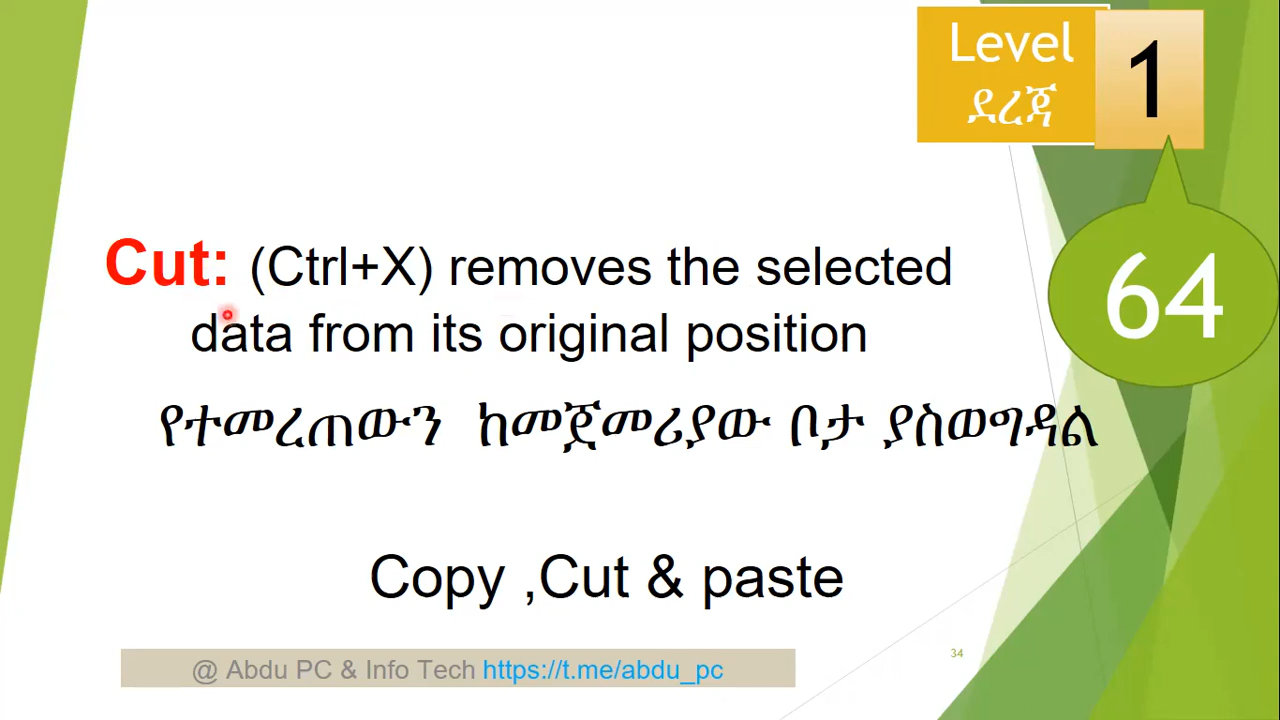 Level
ደረጃ
1
64
Cut: (Ctrl+X) removes the selected
data from its original position
የተመረጠውን ከመጀመሪያው ቦታ ያስወግዳል
Copy ,Cut & paste
@ Abdu PC & Info Tech https://t.me/abdu_pc
34